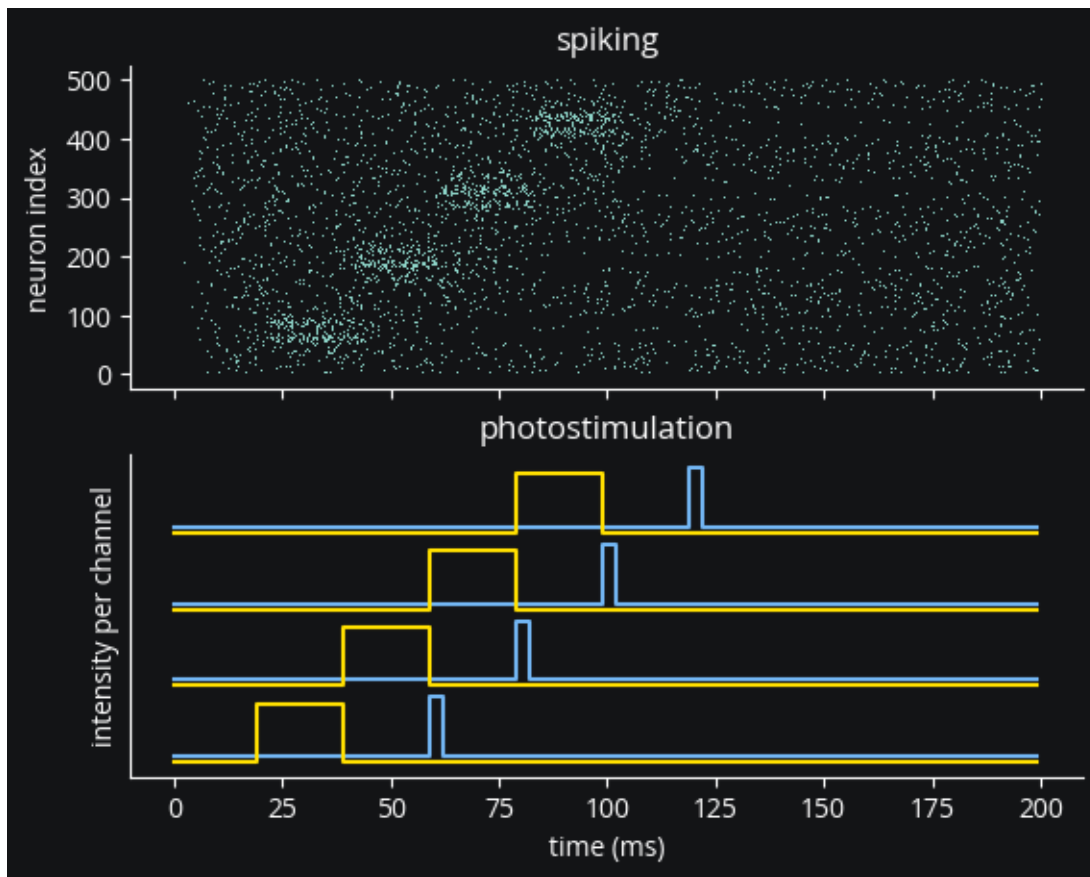 spiking
neuron index
500
400
300
200
100
0
photostimulation
intensity per channel
0 25 50 75 100 125 150 175 200
time (ms)